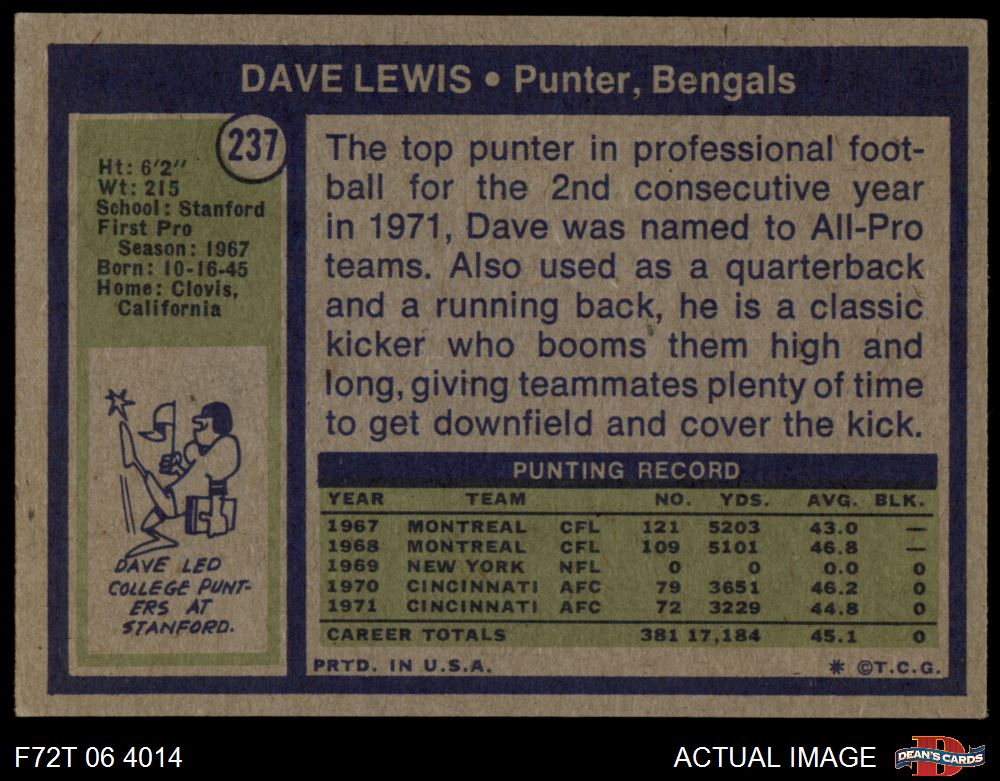 DAVE LEWIS • Punter, Bengals
237
Ht: 6'2"
Wt: 215
School: Stanford
First Pro
Season: 1967
Born: 10-16-45
Home: Clovis,
California
DAVE LED
COLLEGE PUNT-
ERS AT
STANFORD.
The top punter in professional foot-
ball for the 2nd consecutive year
in 1971, Dave was named to All-Pro
teams. Also used as a quarterback
and a running back, he is a classic
kicker who booms them high and
long, giving teammates plenty of time
to get downfield and cover the kick.
PUNTING RECORD
YEAR TEAM NO. YDS. AVG. BLK.
1967 MONTREAL CFL 121 5203 43.0 —
1968 MONTREAL CFL 109 5101 46.8 —
1969 NEW YORK NFL 0 0 0.0 0
1970 CINCINNATI AFC 79 3651 46.2 0
1971 CINCINNATI AFC 72 3229 44.8 0
CAREER TOTALS 381 17,184 45.1 0
PRTD. IN U.S.A. * ©T.C.G.
F72T 06 4014 ACTUAL IMAGE
D
DEAN'S CARDS